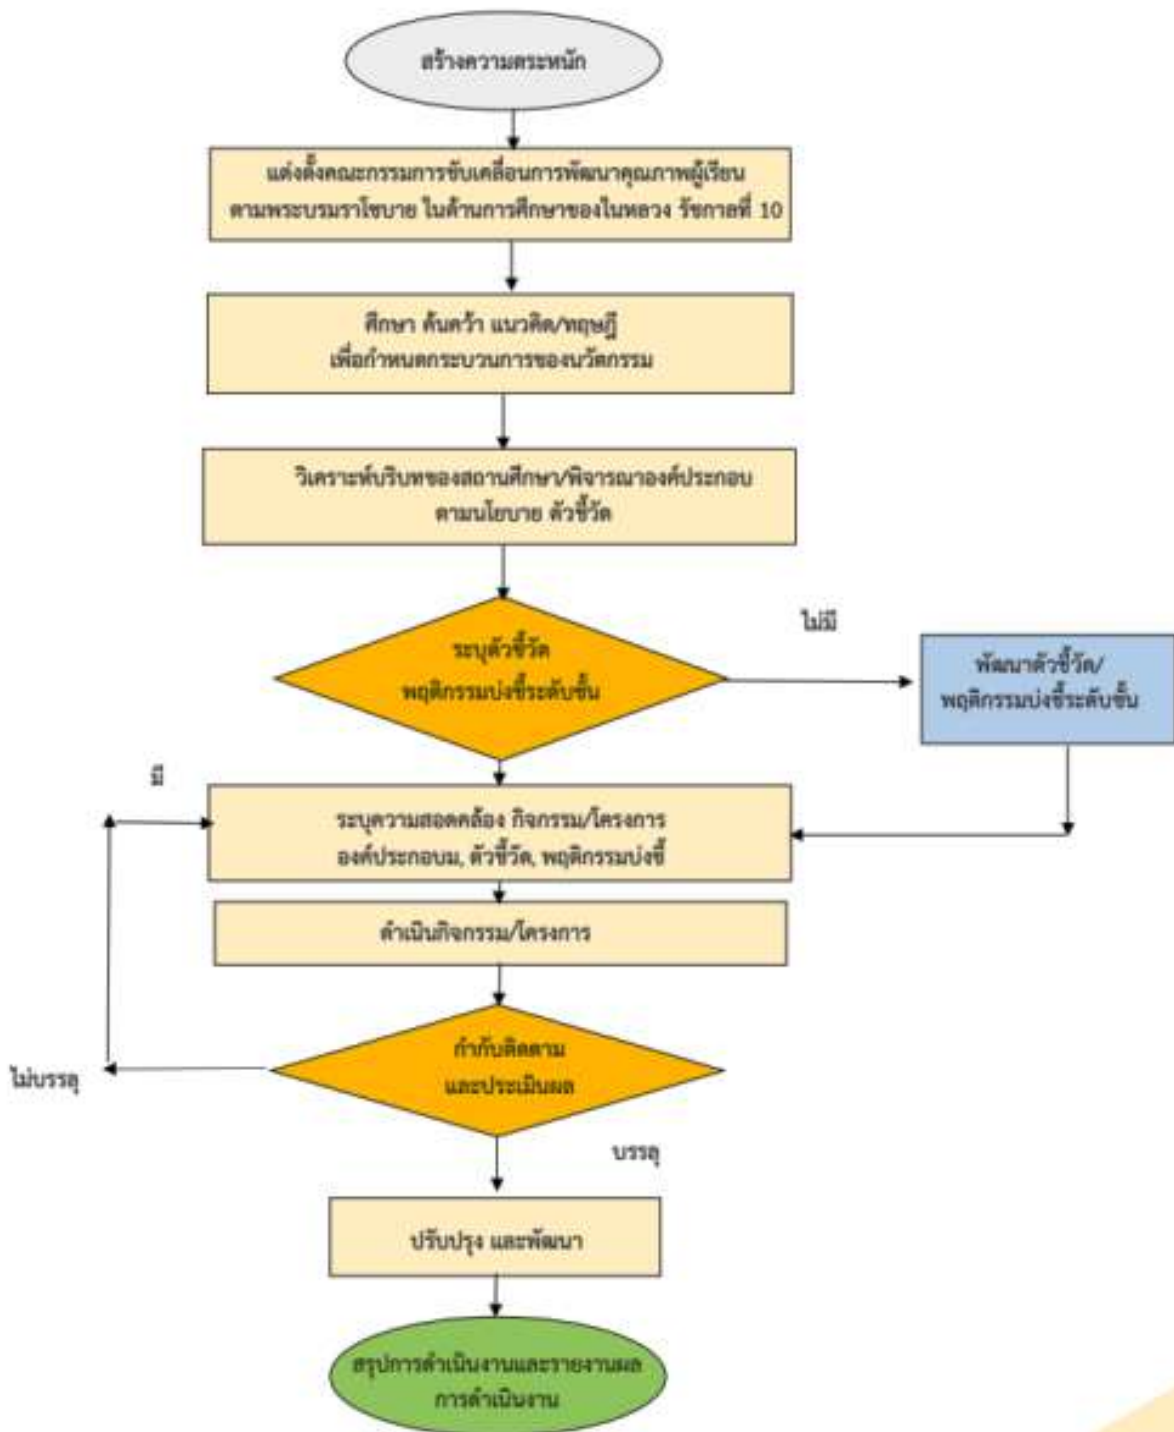 สร้างความตระหนัก
แต่งตั้งคณะกรรมการขับเคลื่อนการพัฒนาคุณภาพผู้เรียน
ตามพระบรมราโชบาย ในด้านการศึกษาของในหลวง รัชกาลที่ 10
ศึกษา ค้นคว้า แนวคิด/ทฤษฎี
เพื่อกำหนดกระบวนการของนวัตกรรม
วิเคราะห์บริบทของสถานศึกษา/พิจารณาองค์ประกอบ
ตามนโยบาย ตัวชี้วัด
ระบุตัวชี้วัด
พฤติกรรมบ่งชี้ระดับชั้น
ไม่มี
พัฒนาตัวชี้วัด/
พฤติกรรมบ่งชี้ระดับชั้น
มี
ระบุความสอดคล้อง กิจกรรม/โครงการ
องค์ประกอบม, ตัวชี้วัด, พฤติกรรมบ่งชี้
ดำเนินกิจกรรม/โครงการ
กำกับติดตาม
และประเมินผล
ไม่บรรลุ
บรรลุ
ปรับปรุง และพัฒนา
สรุปการดำเนินงานและรายงานผล
การดำเนินงาน